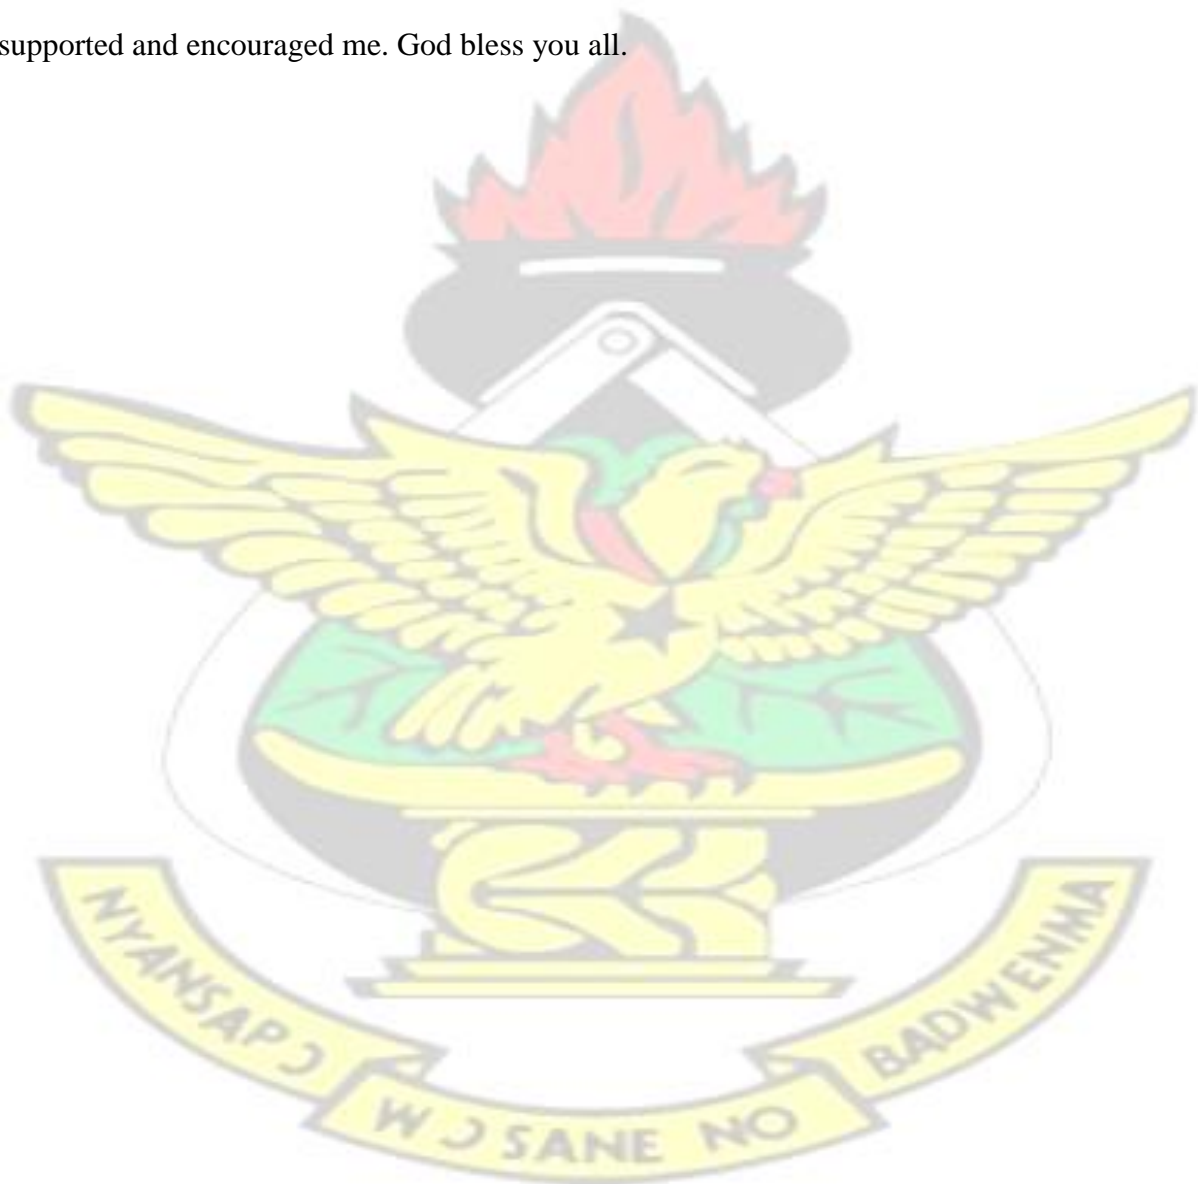 supported and encouraged me. God bless you all.
NYANSAPƆ
WƆSANE NO
BADWENMA